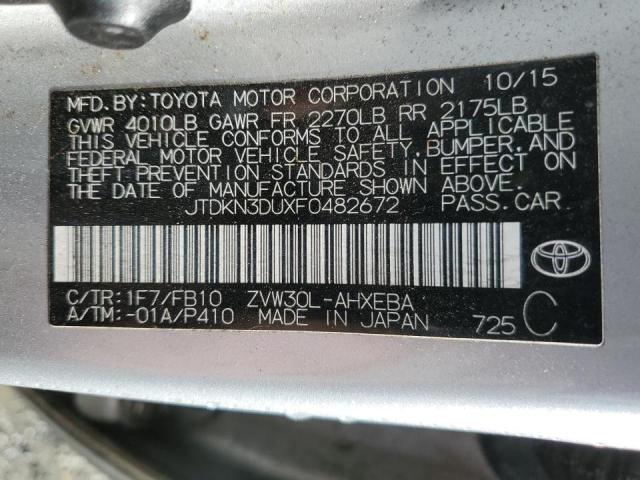 MFD. BY: TOYOTA MOTOR CORPORATION 10/15
GVWR 4010LB GAWR FR 2270LB RR 2175LB
THIS VEHICLE CONFORMS TO ALL APPLICABLE
FEDERAL MOTOR VEHICLE SAFETY, BUMPER, AND
THEFT PREVENTION STANDARDS IN EFFECT ON
THE DATE OF MANUFACTURE SHOWN ABOVE.
JTDKN3DUXF0482672 PASS. CAR
C/TR: 1F7/FB10 ZVW30L-AHXEBA
A/TM: -01A/P410 MADE IN JAPAN 725 C